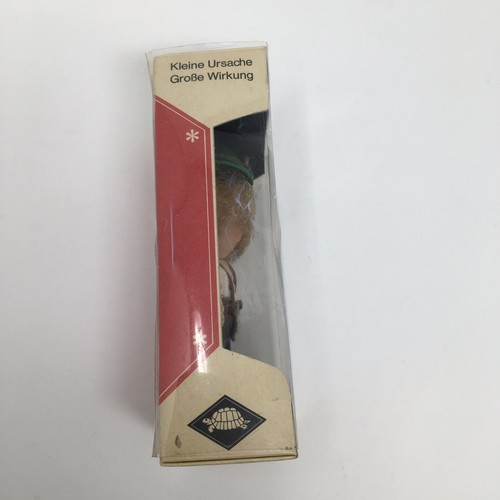 Kleine Ursache
Große Wirkung